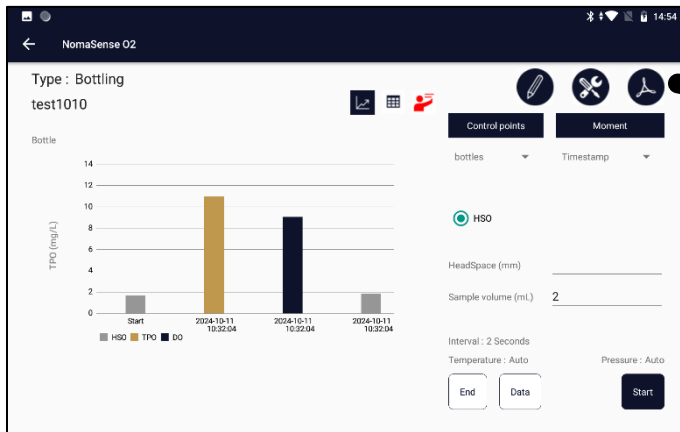 14:54
NomaSense O2
Type : Bottling
test1010
Control points
Moment
Bottle
bottles
Timestamp
14
12
10
8
6
4
2
0
TPO (mg/L)
Start
2024-10-11
10:32:04
2024-10-11
10:32:04
2024-10-11
10:32:04
HSO TPO DO
HSO
HeadSpace (mm)
Sample volume (mL) 2
Interval : 2 Seconds
Temperature : Auto Pressure : Auto
End Data Start